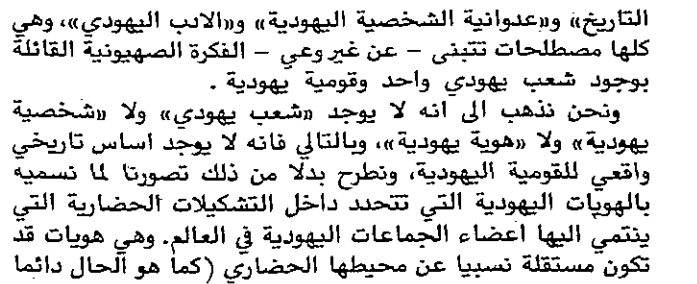 التاريخ» و«عدوانية الشخصية اليهودية» و«الادب اليهودي»، وهي
كلها مصطلحات تتبنى – عن غير وعي – الفكرة الصهيونية القائلة
بوجود شعب يهودي واحد وقومية يهودية .
ونحن نذهب الى انه لا يوجد «شعب يهودي» ولا «شخصية
يهودية» ولا «هوية يهودية»، وبالتالي فانه لا يوجد اساس تاريخي
واقعي للقومية اليهودية، ونطرح بدلا من ذلك تصورنا لما نسميه
بالهويات اليهودية التي تتحدد داخل التشكيلات الحضارية التي
ينتمي اليها اعضاء الجماعات اليهودية في العالم. وهي هويات قد
تكون مستقلة نسبيا عن محيطها الحضاري (كما هو الحال دائما